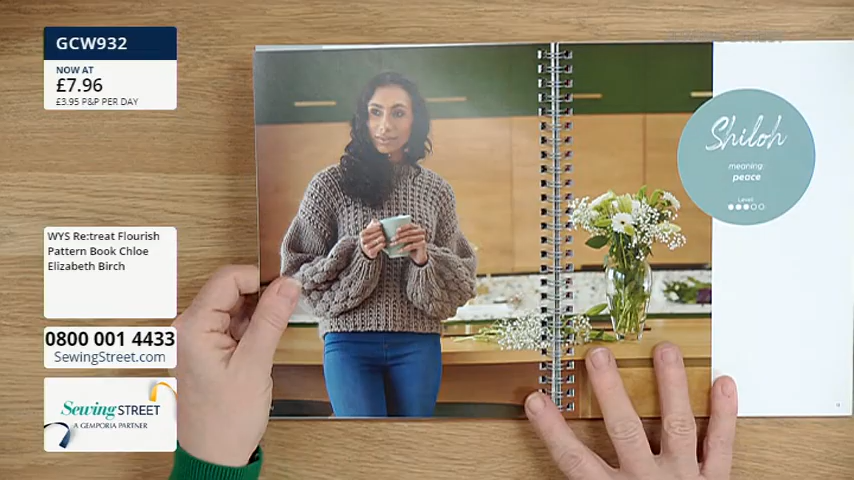 GCW932
NOW AT
£7.96
£3.95 P&P PER DAY
WYS Re:treat Flourish
Pattern Book Chloe
Elizabeth Birch
0800 001 4433
SewingStreet.com
Sewing STREET
A GEMPORIA PARTNER
Shiloh
meaning:
peace
Level